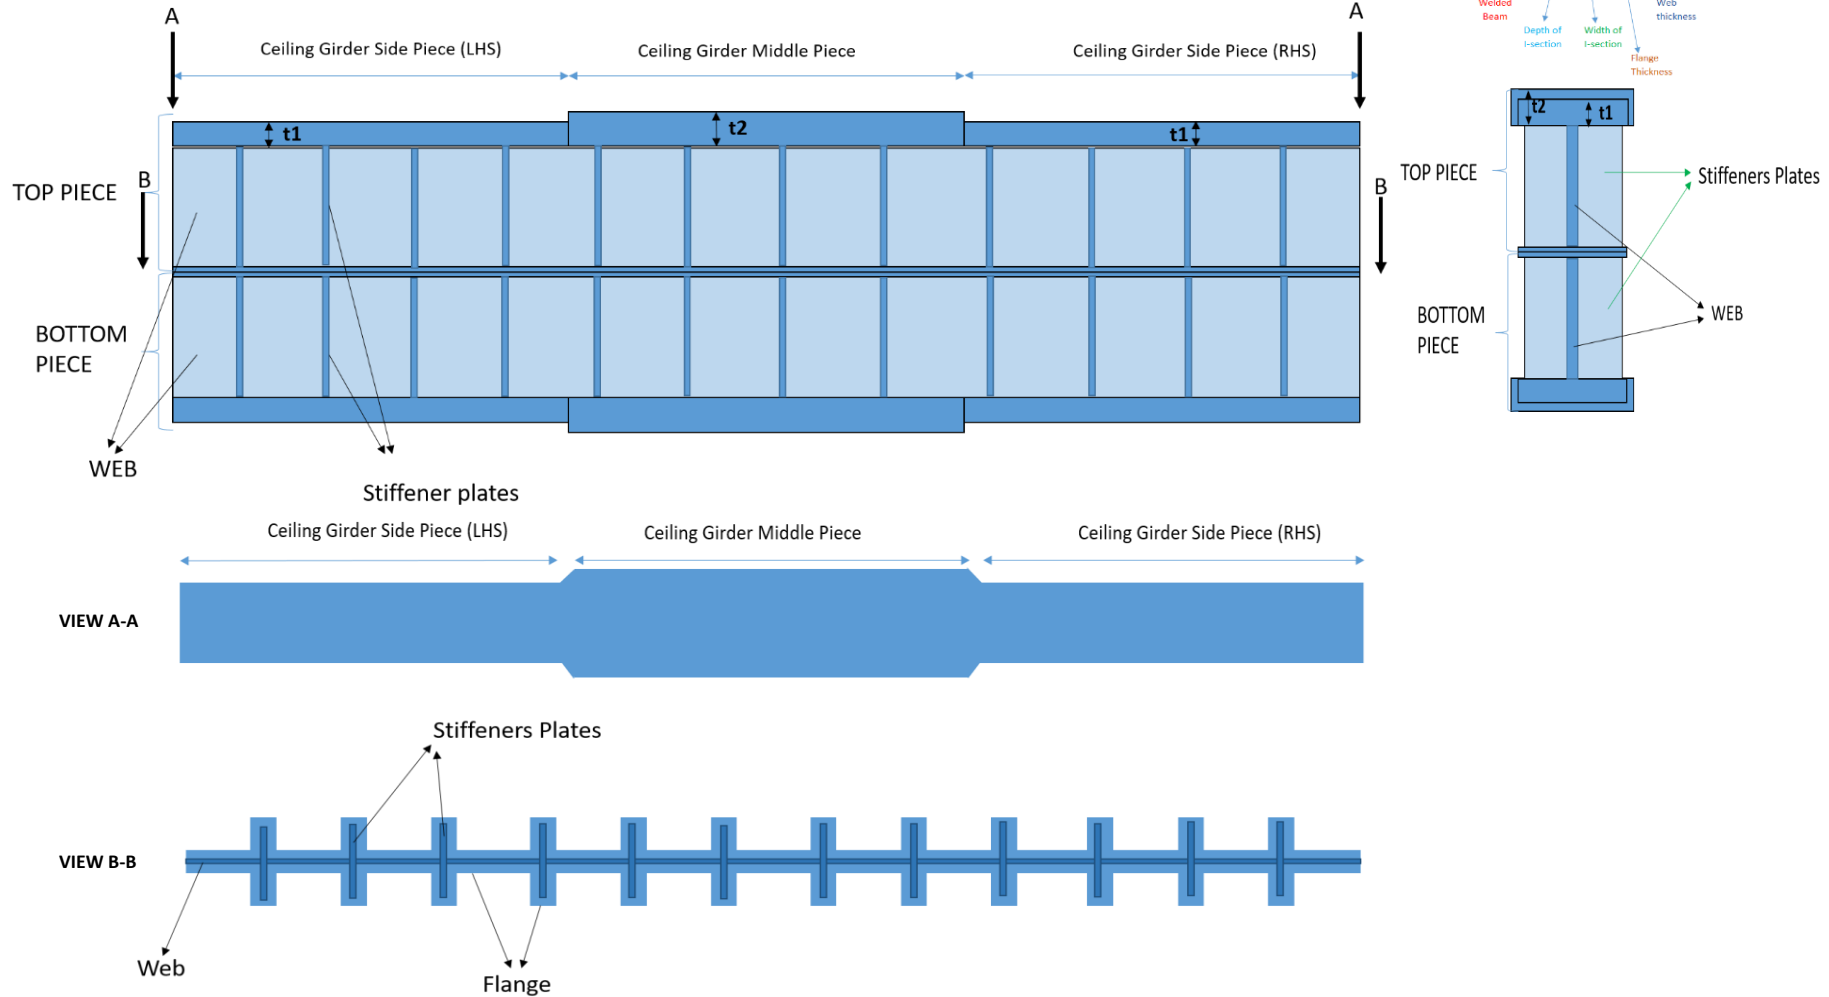 A
A
Ceiling Girder Side Piece (LHS)
Ceiling Girder Middle Piece
Ceiling Girder Side Piece (RHS)
t1
t2
t1
B
B
TOP PIECE
BOTTOM
PIECE
WEB
Stiffener plates
Welded
Beam
Web
thickness
Depth of
I-section
Width of
I-section
Flange
Thickness
t2
t1
TOP PIECE
Stiffeners Plates
BOTTOM
PIECE
WEB
Ceiling Girder Side Piece (LHS)
Ceiling Girder Middle Piece
Ceiling Girder Side Piece (RHS)
VIEW A-A
Stiffeners Plates
VIEW B-B
Web
Flange